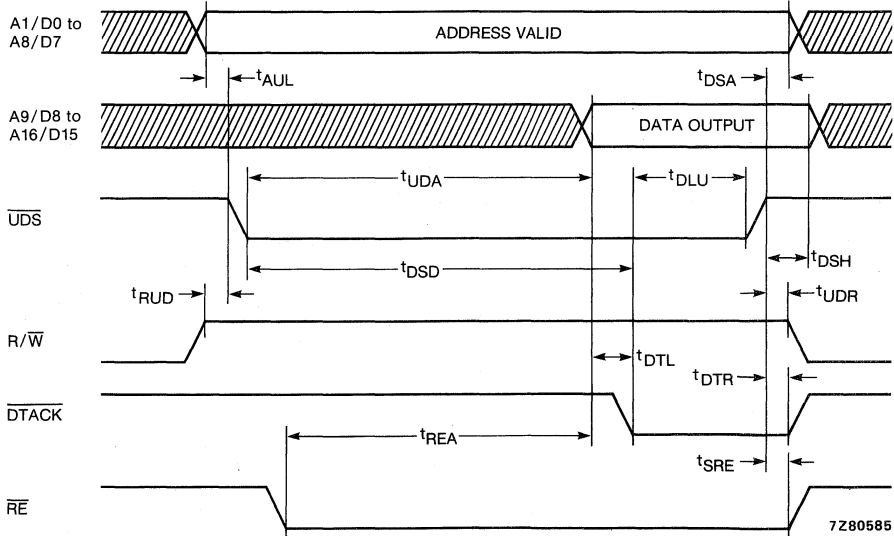 A1/D0 to
A8/D7
ADDRESS VALID
tAUL
tDSA
A9/D8 to
A16/D15
DATA OUTPUT
tUDA
tDLU
UDS
tDSD
tDSH
tRUD
tUDR
R/W
tDTL
tDTR
DTACK
tREA
tSRE
RE
7Z80585